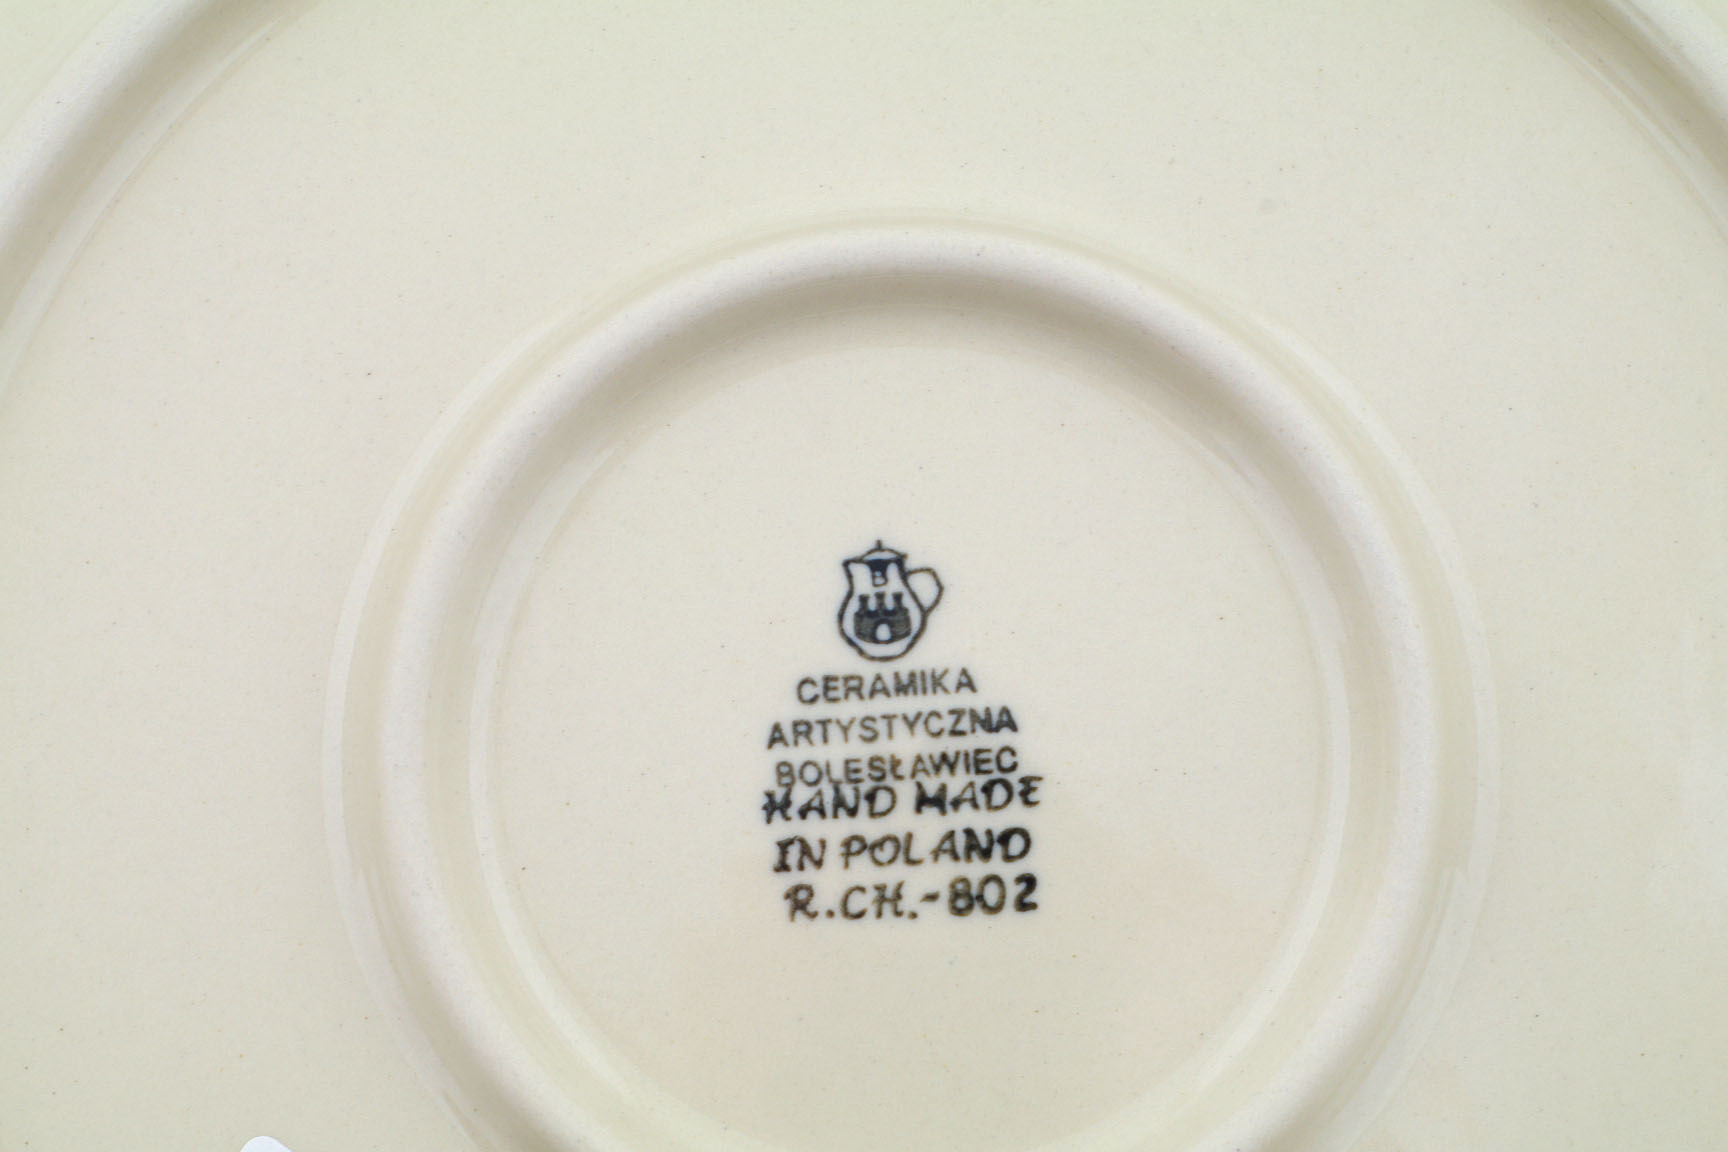 B
CERAMIKA
ARTYSTYCZNA
BOLESŁAWIEC
HAND MADE
IN POLAND
R.CH.-802